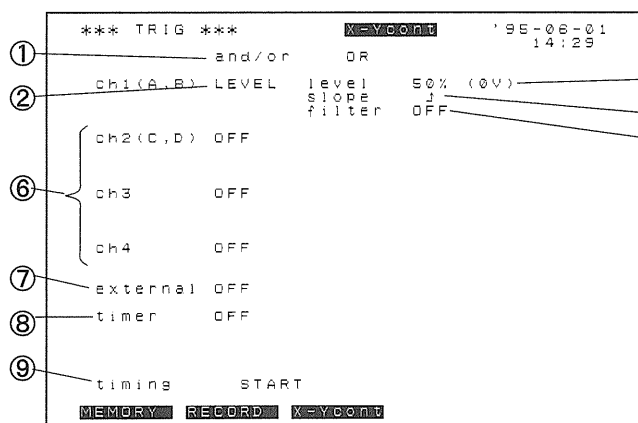 *** TRIG *** X-Ycont '95-06-01
14:29
① and/or OR
② ch1(A,B) LEVEL level 50% (0V)
slope ↑
filter OFF
⑥ ch2(C,D) OFF
ch3 OFF
ch4 OFF
⑦ external OFF
⑧ timer OFF
⑨ timing START
MEMORY RECORD X-Ycont